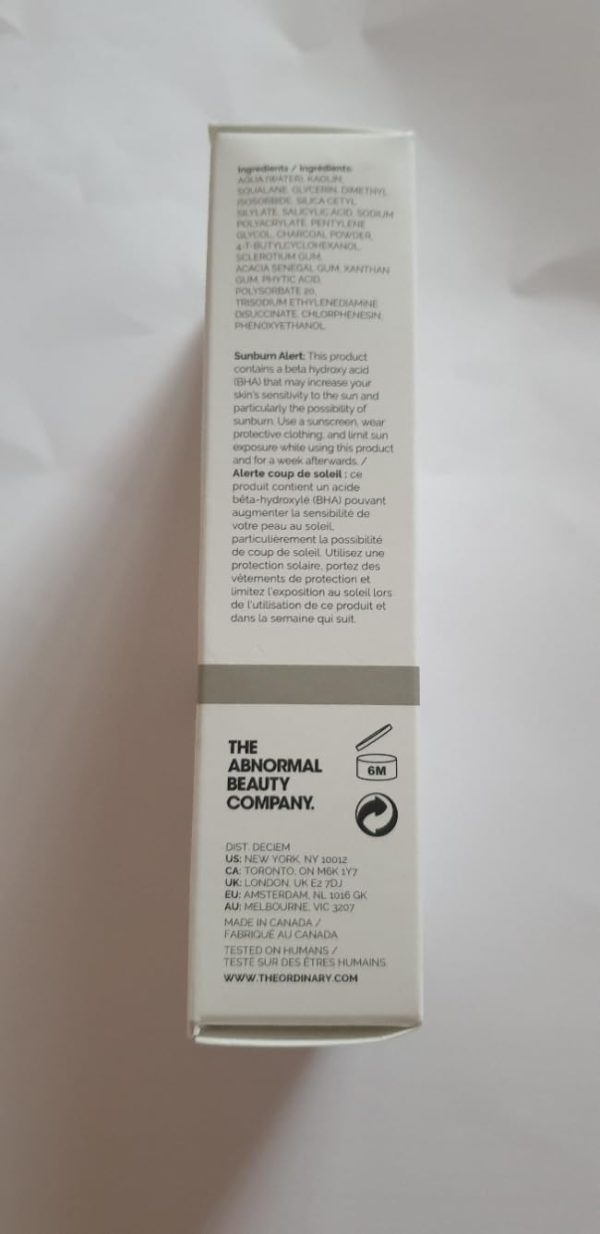 Ingredients / Ingrédients:
AQUA (WATER), KAOLIN,
SQUALANE, GLYCERIN, DIMETHYL
ISOSORBIDE, SILICA CETYL
SILYLATE, SALICYLIC ACID, SODIUM
POLYACRYLATE, PENTYLENE
GLYCOL, CHARCOAL POWDER,
4-T-BUTYLCYCLOHEXANOL,
SCLEROTIUM GUM,
ACACIA SENEGAL GUM, XANTHAN
GUM, PHYTIC ACID,
POLYSORBATE 20,
TRISODIUM ETHYLENEDIAMINE
DISUCCINATE, CHLORPHENESIN,
PHENOXYETHANOL.
Sunburn Alert: This product
contains a beta hydroxy acid
(BHA) that may increase your
skin's sensitivity to the sun and
particularly the possibility of
sunburn. Use a sunscreen, wear
protective clothing, and limit sun
exposure while using this product
and for a week afterwards. /
Alerte coup de soleil : ce
produit contient un acide
bêta-hydroxylé (BHA) pouvant
augmenter la sensibilité de
votre peau au soleil,
particulièrement la possibilité
de coup de soleil. Utilisez une
protection solaire, portez des
vêtements de protection et
limitez l'exposition au soleil lors
de l'utilisation de ce produit et
dans la semaine qui suit.
THE
ABNORMAL
BEAUTY
COMPANY.
6M
DIST. DECIEM
US: NEW YORK, NY 10012
CA: TORONTO, ON M6K 1Y7
UK: LONDON, UK E2 7DJ
EU: AMSTERDAM, NL 1016 GK
AU: MELBOURNE, VIC 3207
MADE IN CANADA /
FABRIQUÉ AU CANADA
TESTED ON HUMANS /
TESTÉ SUR DES ÊTRES HUMAINS
WWW.THEORDINARY.COM